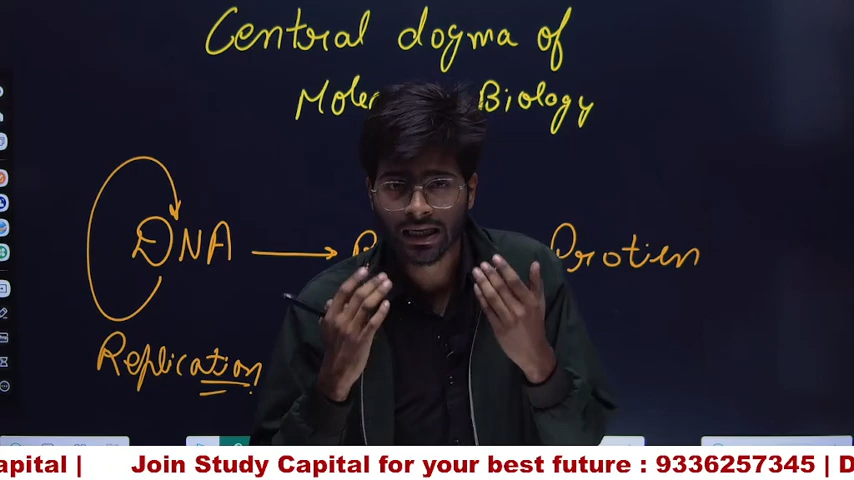 Central dogma of
Biology
DNA
Protien
Replication
apital | Join Study Capital for your best future : 9336257345 | D